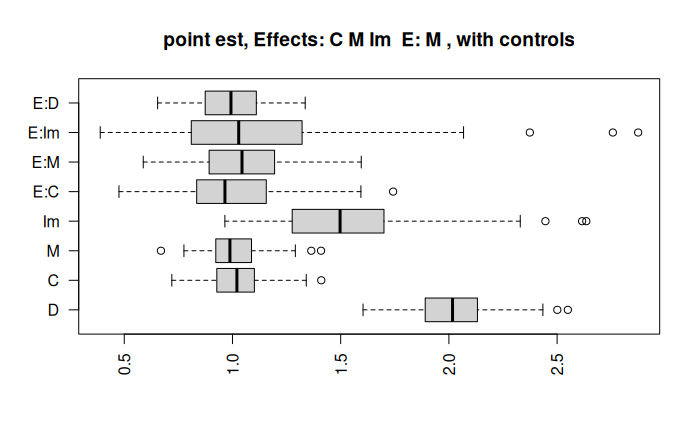 point est, Effects: C M Im  E: M , with controls
E:D
E:Im
E:M
E:C
Im
M
C
D
0.5
1.0
1.5
2.0
2.5